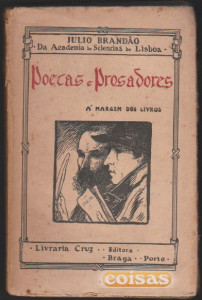 JULIO BRANDÃO
Da Academia de Sciencias de Lisboa
Poetas e Prosadores
Á MARGEM DOS LIVROS
Livraria Cruz .. Editora
Braga .. Porto
coisas